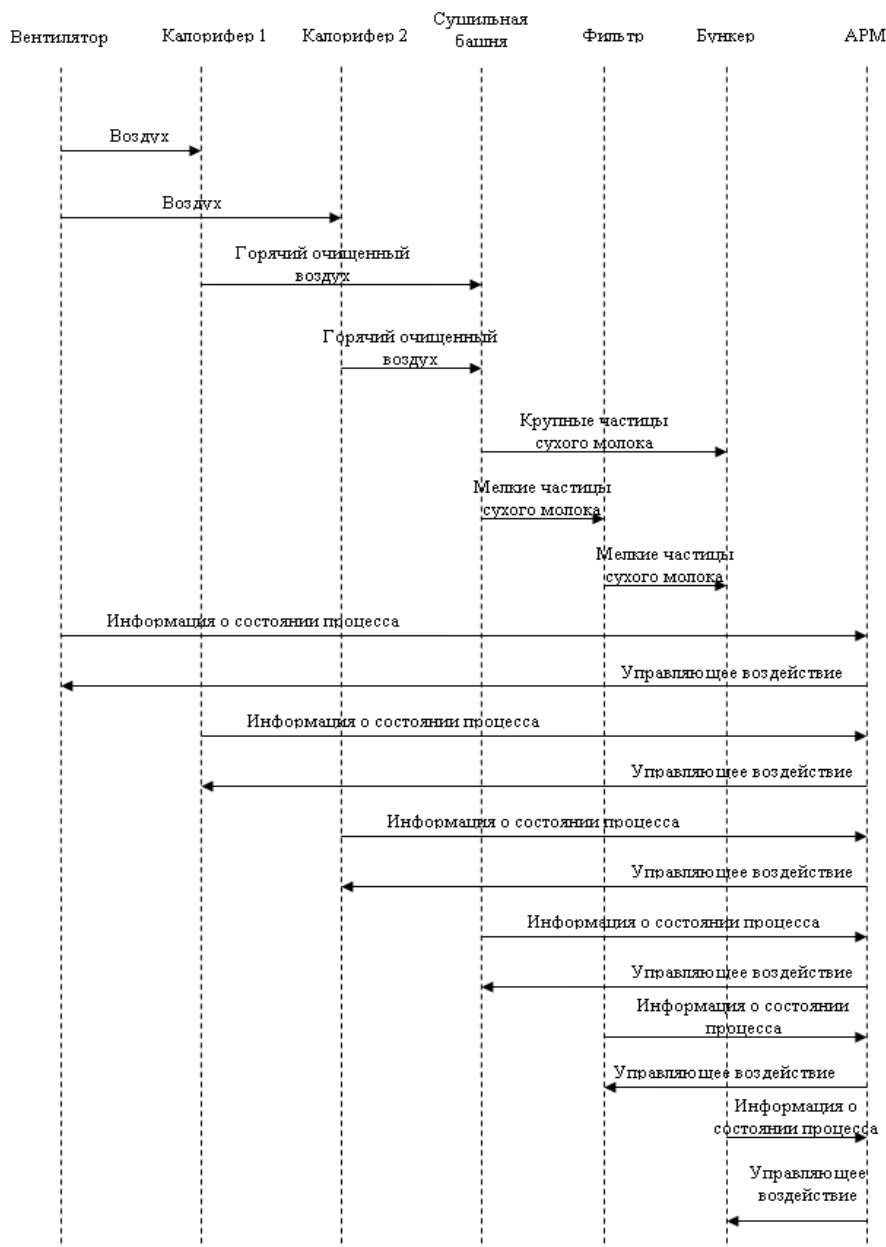 Сушильная
Вентилятор Калорифер 1 Калорифер 2 башня Фильтр Бункер АРМ
Воздух
Воздух
Горячий очищенный
воздух
Горячий очищенный
воздух
Крупные частицы
сухого молока
Мелкие частицы
сухого молока
Мелкие частицы
сухого молока
Информация о состоянии процесса
Управляющее воздействие
Информация о состоянии процесса
Управляющее воздействие
Информация о состоянии процесса
Управляющее воздействие
Информация о состоянии процесса
Управляющее воздействие
Информация о состоянии
процесса
Управляющее воздействие
Информация о
состоянии процесса
Управляющее
воздействие